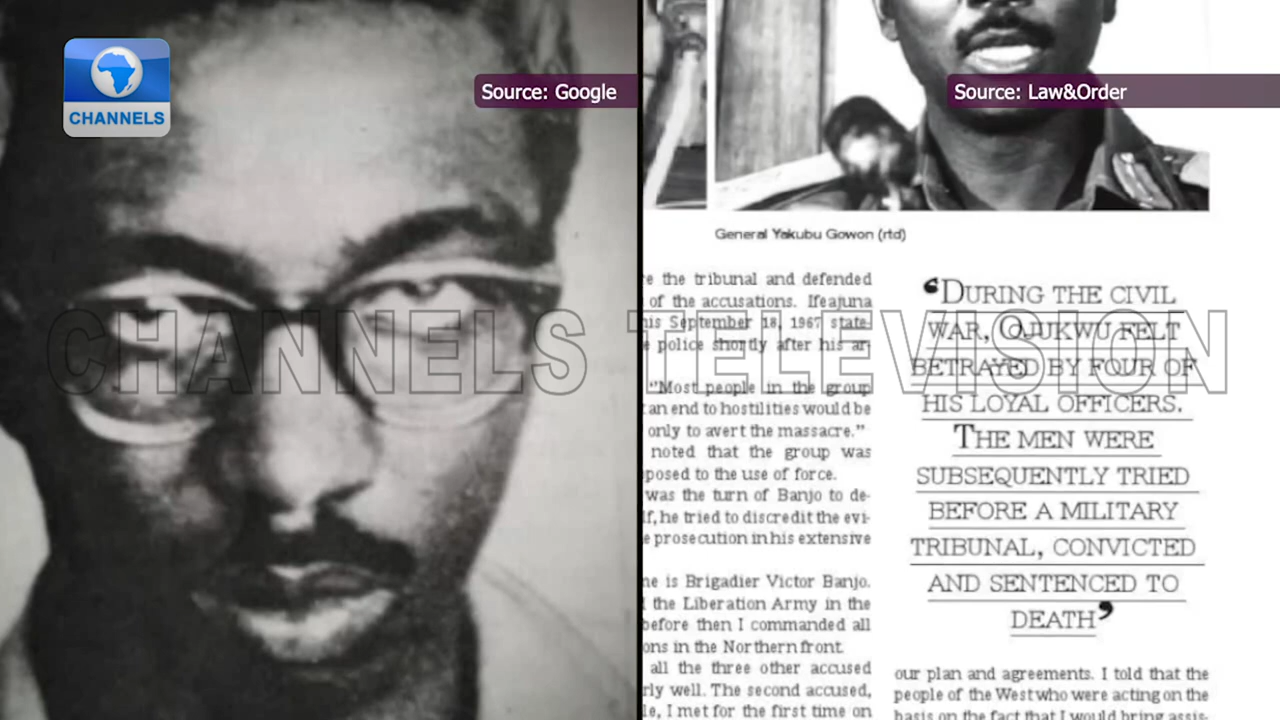 CHANNELS
Source: Google
Source: Law&Order
General Yakubu Gowon (rtd)
CHANNELS TELEVISION
the tribunal and defended
of the accusations. Ifeajuna
his September 18, 1967 state-
police shortly after his ar-
"Most people in the group
an end to hostilities would be
only to avert the massacre."
noted that the group was
posed to the use of force.
was the turn of Banjo to de-
he tried to discredit the evi-
prosecution in his extensive
is Brigadier Victor Banjo.
the Liberation Army in the
before then I commanded all
ons in the Northern front.
all the three other accused
rly well. The second accused,
I met for the first time on
‘DURING THE CIVIL
WAR, OJUKWU FELT
BETRAYED BY FOUR OF
HIS LOYAL OFFICERS.
THE MEN WERE
SUBSEQUENTLY TRIED
BEFORE A MILITARY
TRIBUNAL, CONVICTED
AND SENTENCED TO
DEATH’
our plan and agreements. I told that the
people of the West who were acting on the
basis on the fact that I would bring assis-